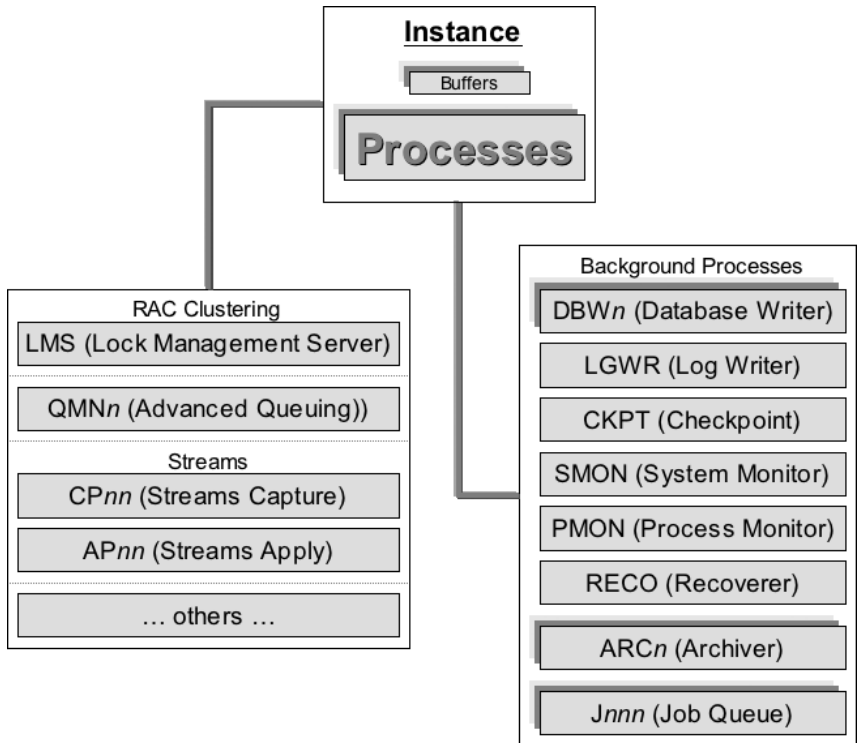 Instance
Buffers
Processes
RAC Clustering
LMS (Lock Management Server)
QMNn (Advanced Queuing))
Streams
CPnn (Streams Capture)
APnn (Streams Apply)
… others …
Background Processes
DBWn (Database Writer)
LGWR (Log Writer)
CKPT (Checkpoint)
SMON (System Monitor)
PMON (Process Monitor)
RECO (Recoverer)
ARCn (Archiver)
Jnnn (Job Queue)